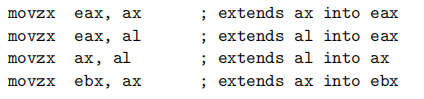 movzx eax, ax ; extends ax into eax
movzx eax, al ; extends al into eax
movzx ax, al ; extends al into ax
movzx ebx, ax ; extends ax into ebx